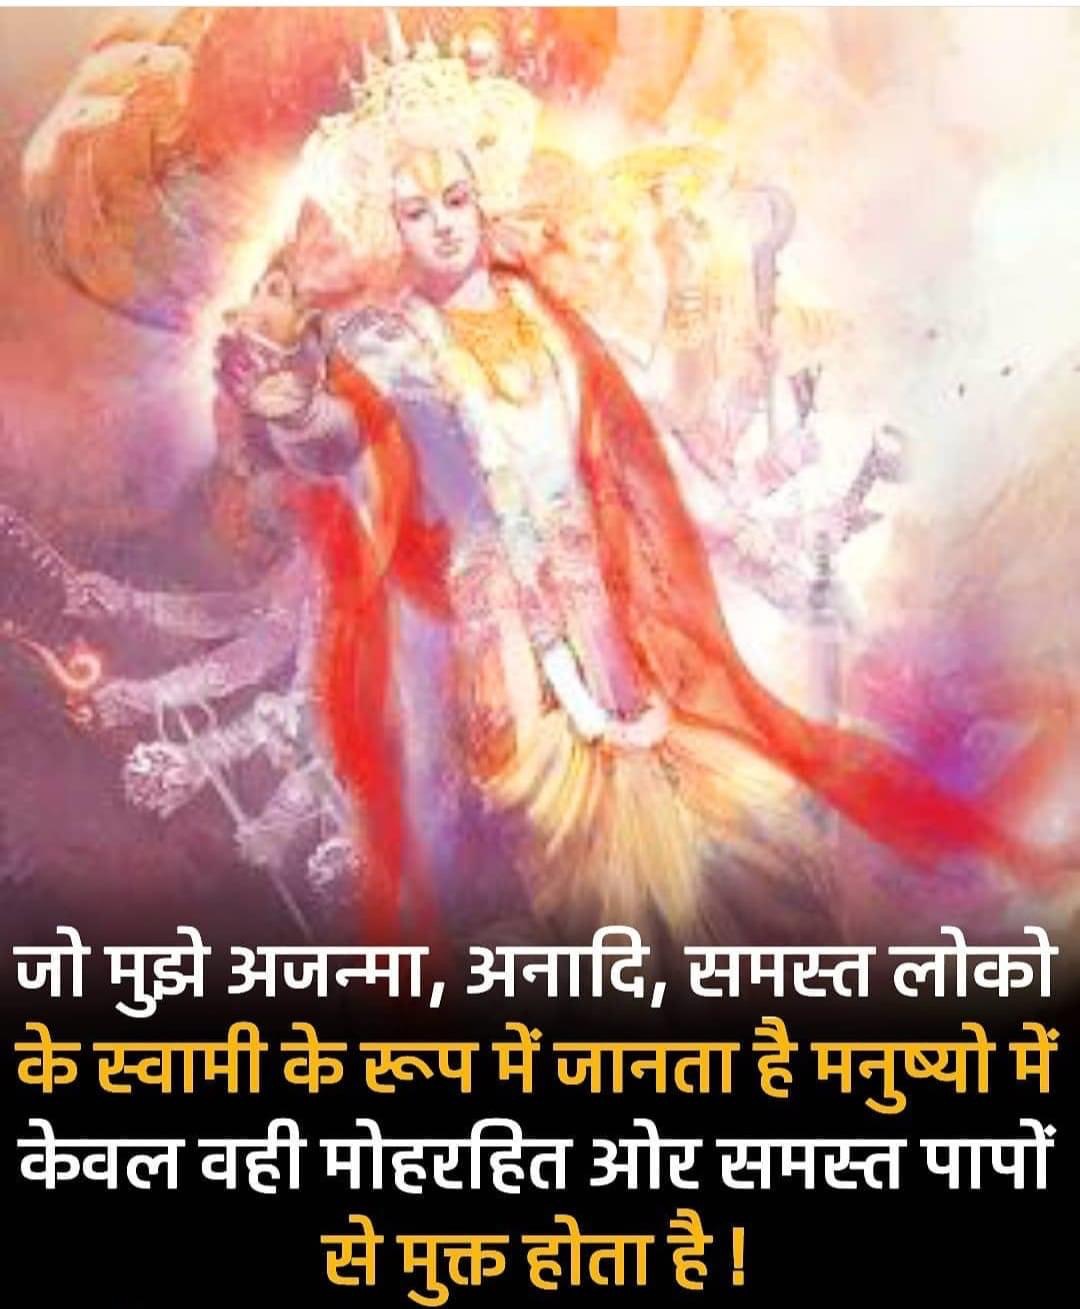 जो मुझे अजन्मा, अनादि, समस्त लोको
के स्वामी के रूप में जानता है मनुष्यो में
केवल वही मोहरहित ओर समस्त पापों
से मुक्त होता है !